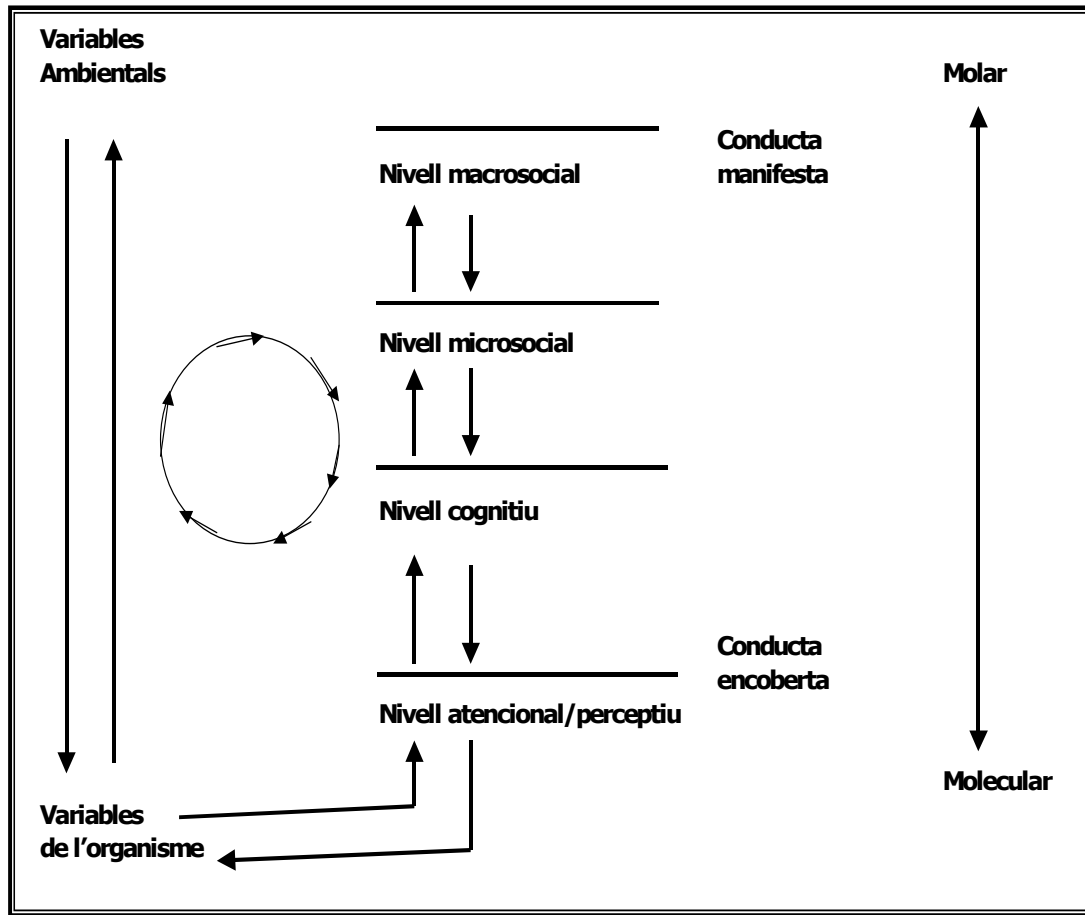 Variables
Ambientals
Molar
Conducta
manifesta
Nivell macrosocial
Nivell microsocial
Nivell cognitiu
Conducta
encoberta
Nivell atencional/perceptiu
Molecular
Variables
de l’organisme